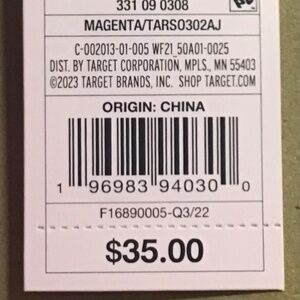 331 09 0308
MAGENTA/TARS0302AJ
C-002013-01-005 WF21_50A01-0025
DIST. BY TARGET CORPORATION, MPLS., MN 55403
©2023 TARGET BRANDS, INC. SHOP TARGET.COM
ORIGIN: CHINA
1 96983 94030 0
F16890005-Q3/22
$35.00